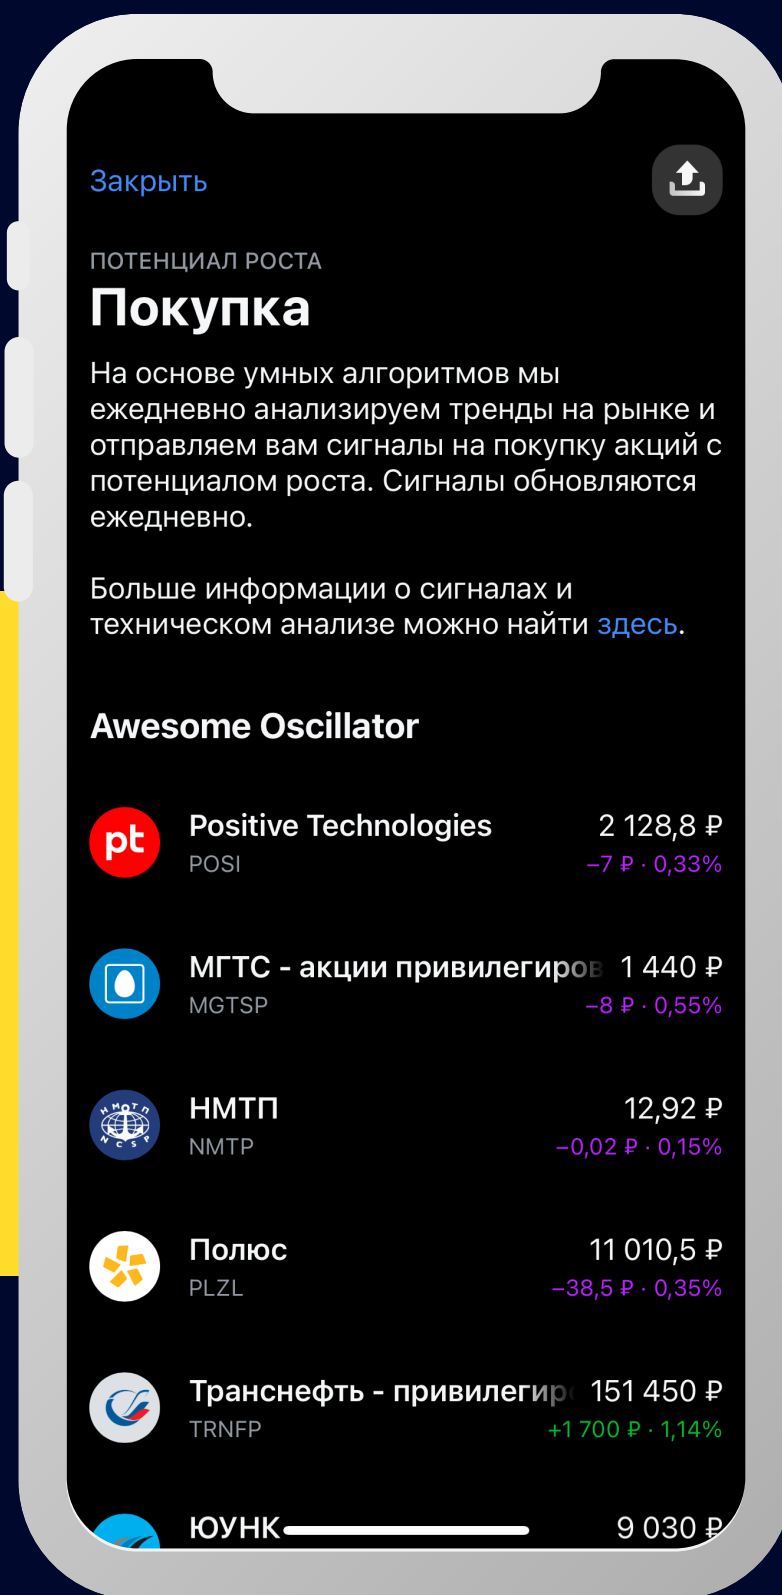 Закрыть
ПОТЕНЦИАЛ РОСТА
Покупка
На основе умных алгоритмов мы
ежедневно анализируем тренды на рынке и
отправляем вам сигналы на покупку акций с
потенциалом роста. Сигналы обновляются
ежедневно.
Больше информации о сигналах и
техническом анализе можно найти здесь.
Awesome Oscillator
pt
Positive Technologies 2 128,8 ₽
POSI −7 ₽ · 0,33%
МГТС - акции привилегиров 1 440 ₽
MGTSP −8 ₽ · 0,55%
НМОТП
NCSP
НМТП 12,92 ₽
NMTP −0,02 ₽ · 0,15%
Полюс 11 010,5 ₽
PLZL −38,5 ₽ · 0,35%
Транснефть - привилегиро 151 450 ₽
TRNFP +1 700 ₽ · 1,14%
ЮУНК 9 030 ₽